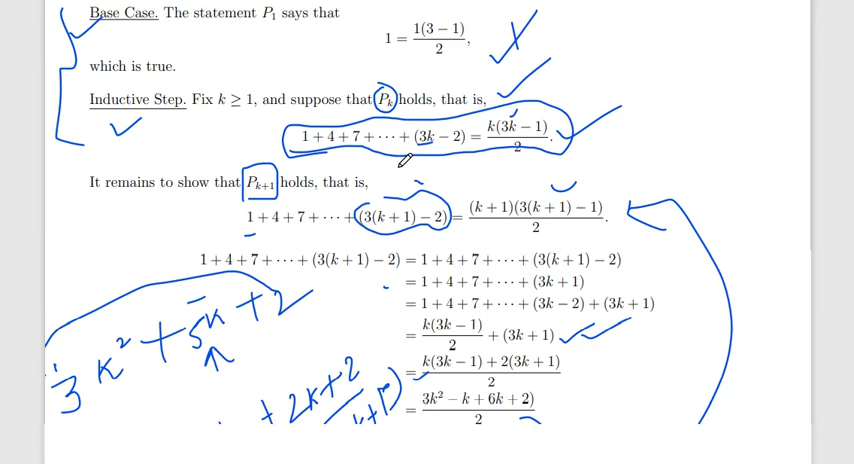 Base Case. The statement P₁ says that
1 = 1(3 − 1)/2,
which is true.
Inductive Step. Fix k ≥ 1, and suppose that Pₖ holds, that is,
1 + 4 + 7 + ⋯ + (3k − 2) = k(3k − 1)/2.
It remains to show that Pₖ₊₁ holds, that is,
1 + 4 + 7 + ⋯ + (3(k + 1) − 2) = (k + 1)(3(k + 1) − 1)/2.
1 + 4 + 7 + ⋯ + (3(k + 1) − 2) = 1 + 4 + 7 + ⋯ + (3(k + 1) − 2)
= 1 + 4 + 7 + ⋯ + (3k + 1)
= 1 + 4 + 7 + ⋯ + (3k − 2) + (3k + 1)
= k(3k − 1)/2 + (3k + 1)
= k(3k − 1) + 2(3k + 1)/2
= 3k² − k + 6k + 2)/2
3k² + 5k + 2
+ 2k + 2